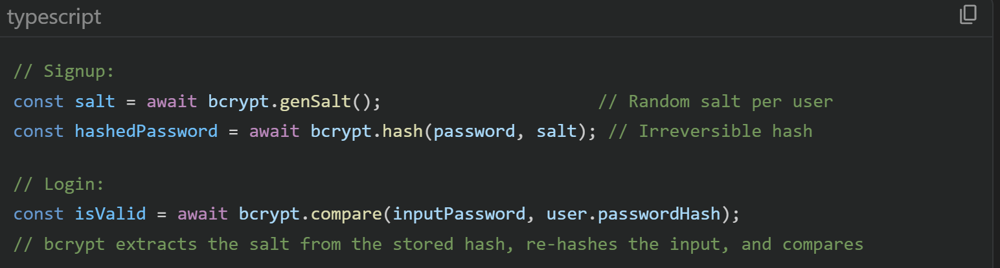 typescript
// Signup:
const salt = await bcrypt.genSalt();                     // Random salt per user
const hashedPassword = await bcrypt.hash(password, salt); // Irreversible hash
// Login:
const isValid = await bcrypt.compare(inputPassword, user.passwordHash);
// bcrypt extracts the salt from the stored hash, re-hashes the input, and compares